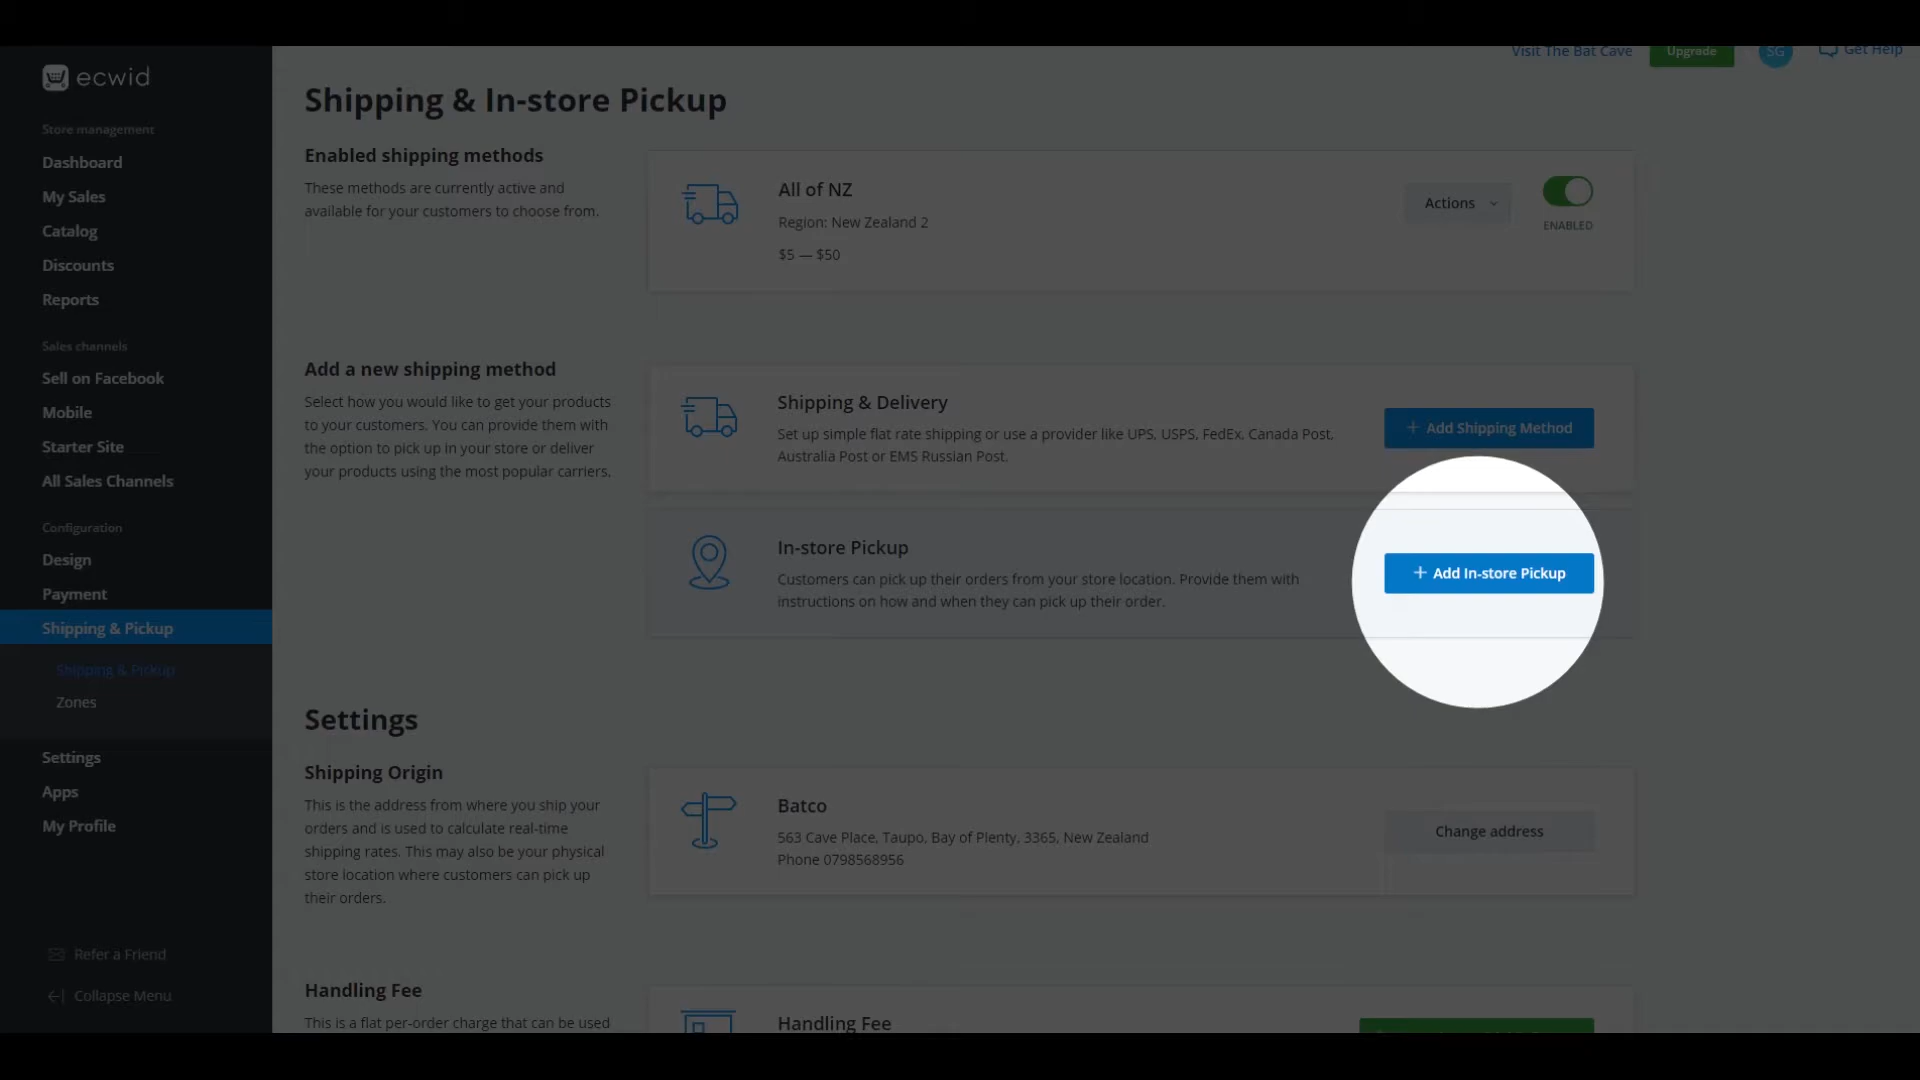 Visit The Bat Cave
Upgrade
SG
Get Help
ecwid
Store management
Dashboard
My Sales
Catalog
Discounts
Reports
Sales channels
Sell on Facebook
Mobile
Starter Site
All Sales Channels
Configuration
Design
Payment
Shipping & Pickup
Shipping & Pickup
Zones
Settings
Apps
My Profile
Refer a Friend
Collapse Menu
Shipping & In-store Pickup
Enabled shipping methods
These methods are currently active and
available for your customers to choose from.
All of NZ
Region: New Zealand 2
$5 — $50
Actions
ENABLED
Add a new shipping method
Select how you would like to get your products
to your customers. You can provide them with
the option to pick up in your store or deliver
your products using the most popular carriers.
Shipping & Delivery
Set up simple flat rate shipping or use a provider like UPS, USPS, FedEx, Canada Post,
Australia Post or EMS Russian Post.
+ Add Shipping Method
In-store Pickup
Customers can pick up their orders from your store location. Provide them with
instructions on how and when they can pick up their order.
+ Add In-store Pickup
Settings
Shipping Origin
This is the address from where you ship your
orders and is used to calculate real-time
shipping rates. This may also be your physical
store location where customers can pick up
their orders.
Batco
563 Cave Place, Taupo, Bay of Plenty, 3365, New Zealand
Phone 0798568956
Change address
Handling Fee
This is a flat per-order charge that can be used
Handling Fee